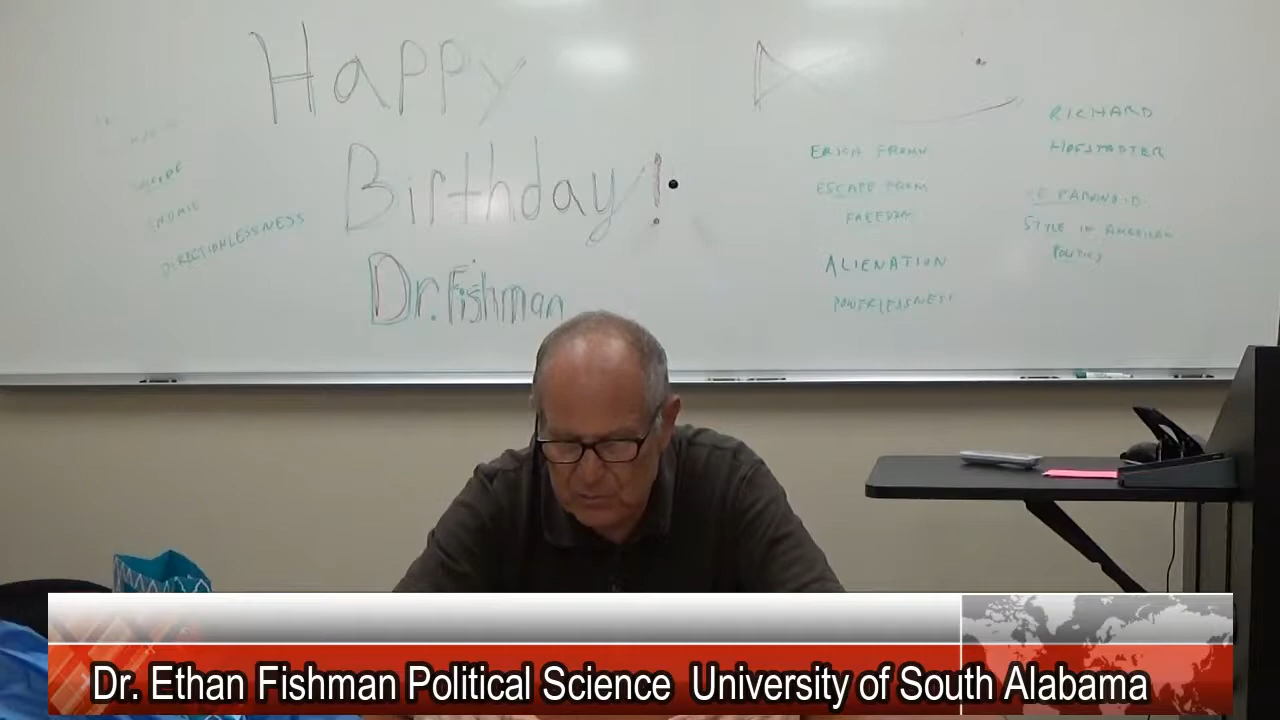 Happy
Birthday!
Dr. Fishman
DIRECTIONLESSNESS
ERICH FROMM
ESCAPE FROM
FREEDOM
ALIENATION
POWERLESSNESS
RICHARD
HOFSTADTER
PARANOID
STYLE IN AMERICAN
POLITICS
Dr. Ethan Fishman Political Science University of South Alabama